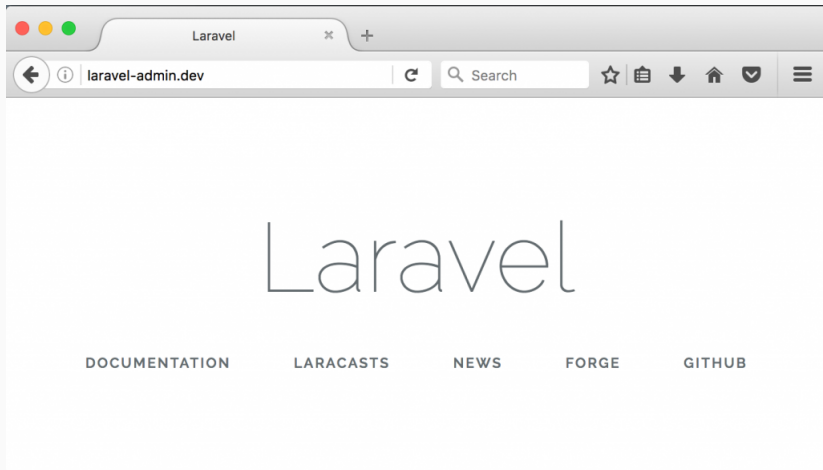 Laravel
laravel-admin.dev Search
Laravel
DOCUMENTATION LARACASTS NEWS FORGE GITHUB